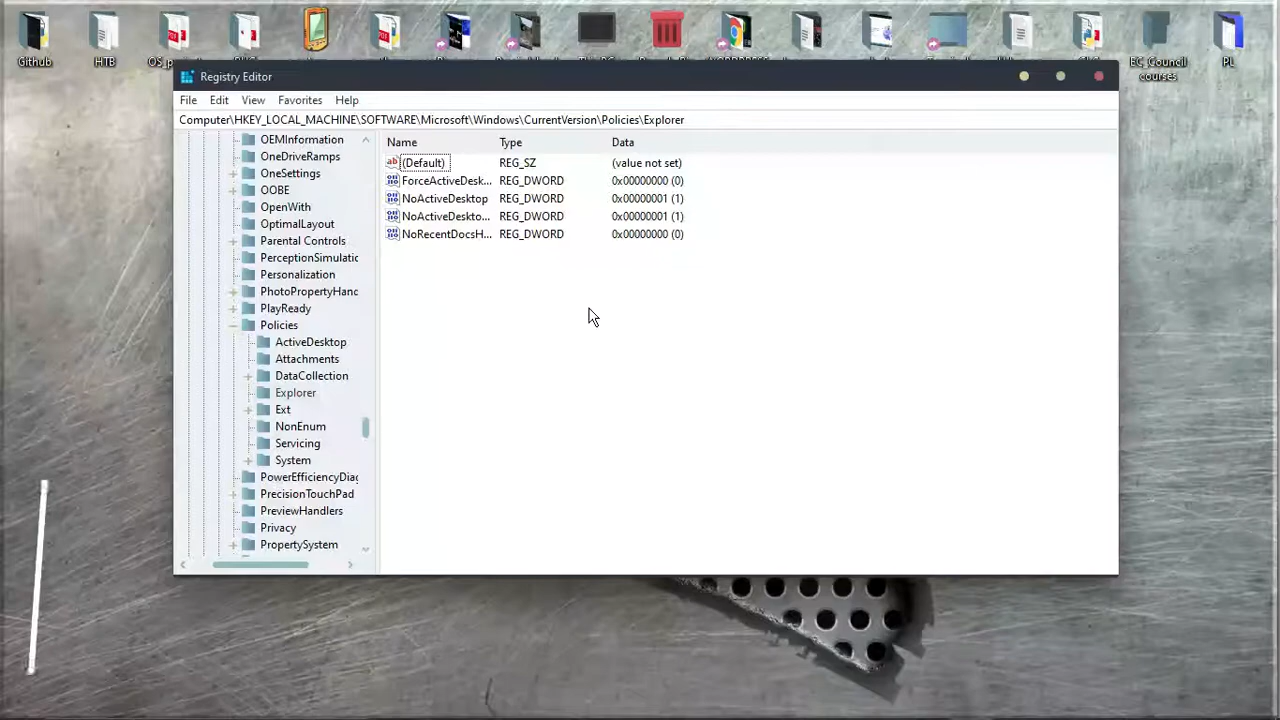 Github
HTB
EC_Council
courses
PL
Registry Editor
File Edit View Favorites Help
Computer\HKEY_LOCAL_MACHINE\SOFTWARE\Microsoft\Windows\CurrentVersion\Policies\Explorer
OEMInformation
OneDriveRamps
OneSettings
OOBE
OpenWith
OptimalLayout
Parental Controls
PerceptionSimulatic
Personalization
PhotoPropertyHanc
PlayReady
Policies
ActiveDesktop
Attachments
DataCollection
Explorer
Ext
NonEnum
Servicing
System
PowerEfficiencyDiag
PrecisionTouchPad
PreviewHandlers
Privacy
PropertySystem
Name Type Data
ab (Default) REG_SZ (value not set)
ForceActiveDesk... REG_DWORD 0x00000000 (0)
NoActiveDesktop REG_DWORD 0x00000001 (1)
NoActiveDeskto... REG_DWORD 0x00000001 (1)
NoRecentDocsH... REG_DWORD 0x00000000 (0)